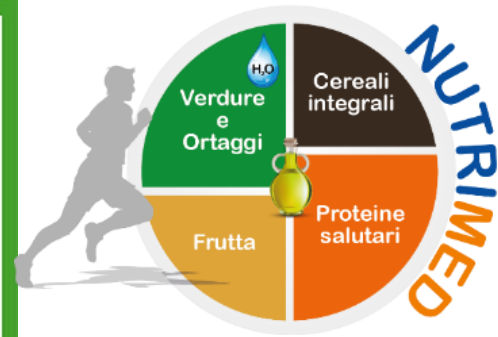 H₂O
Verdure
e
Ortaggi
Cereali
integrali
Frutta
Proteine
salutari
NUTRIMED